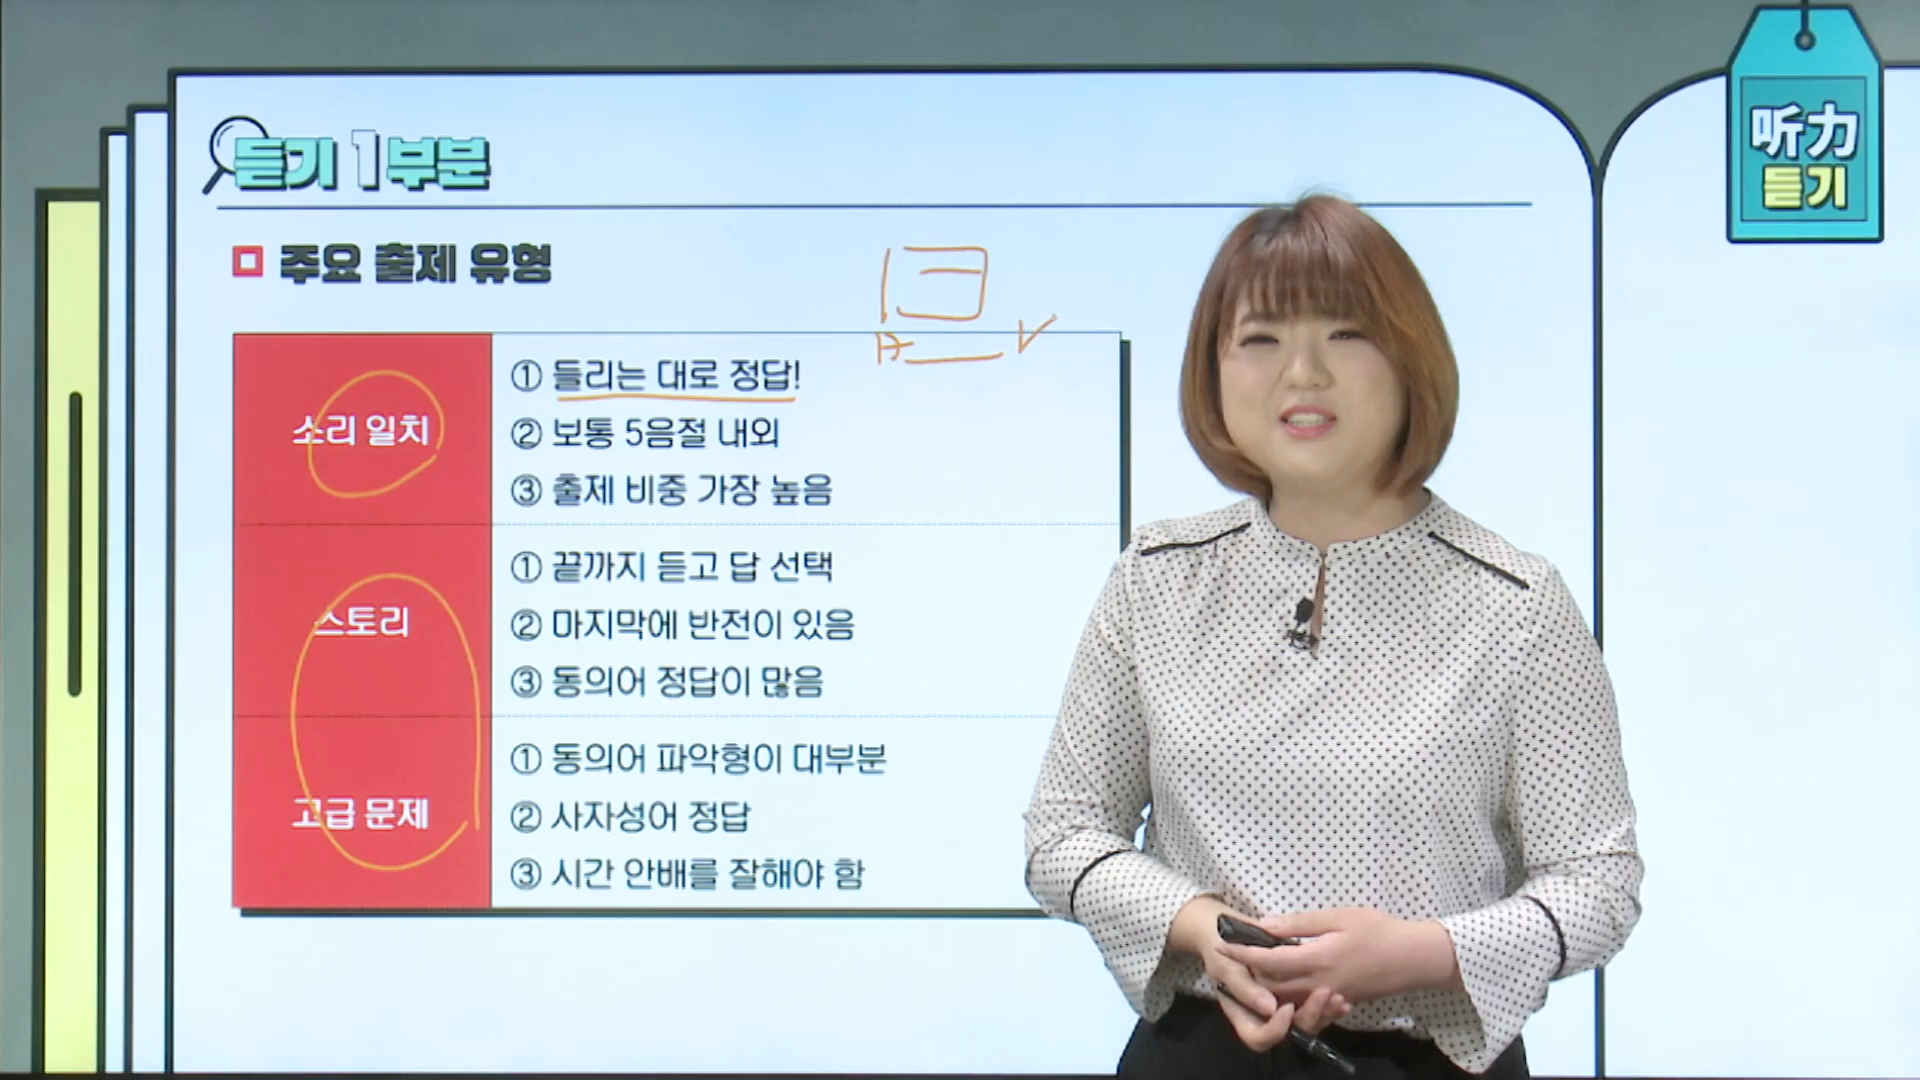 듣기 1 부분
听力
듣기
주요 출제 유형
소리 일치
① 들리는 대로 정답!
② 보통 5음절 내외
③ 출제 비중 가장 높음
스토리
① 끝까지 듣고 답 선택
② 마지막에 반전이 있음
③ 동의어 정답이 많음
고급 문제
① 동의어 파악형이 대부분
② 사자성어 정답
③ 시간 안배를 잘해야 함
A